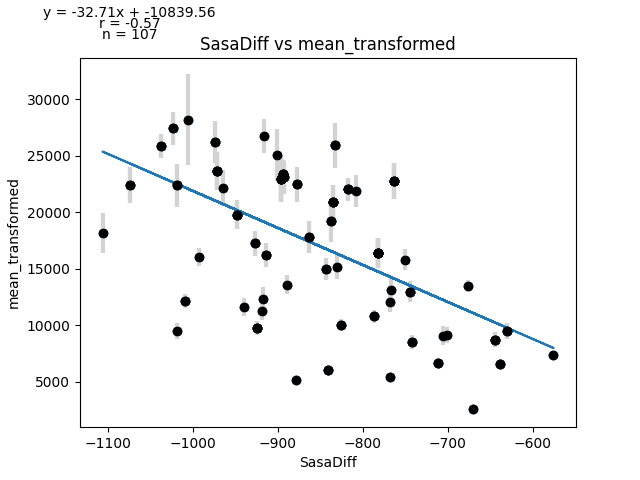 y = -32.71x + -10839.56
r = -0.57
n = 107
SasaDiff vs mean_transformed
30000
25000
20000
15000
10000
5000
mean_transformed
−1100 −1000 −900 −800 −700 −600
SasaDiff